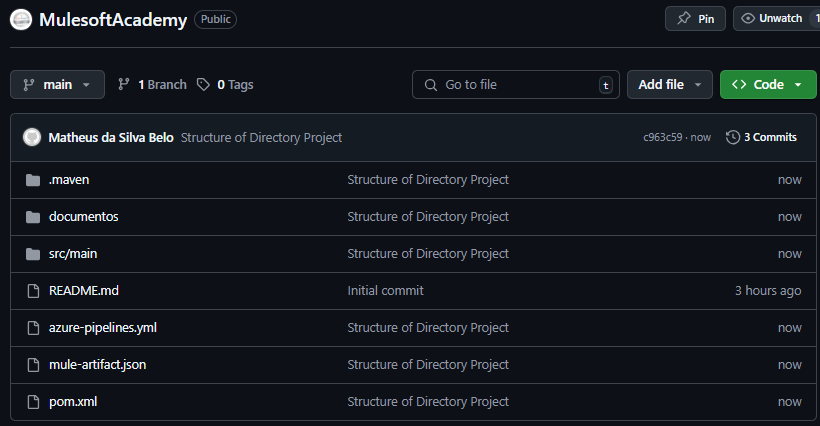 MulesoftAcademy Public Pin Unwatch 1
main 1 Branch 0 Tags Go to file t Add file Code
Matheus da Silva Belo Structure of Directory Project c963c59 · now 3 Commits
.maven Structure of Directory Project now
documentos Structure of Directory Project now
src/main Structure of Directory Project now
README.md Initial commit 3 hours ago
azure-pipelines.yml Structure of Directory Project now
mule-artifact.json Structure of Directory Project now
pom.xml Structure of Directory Project now